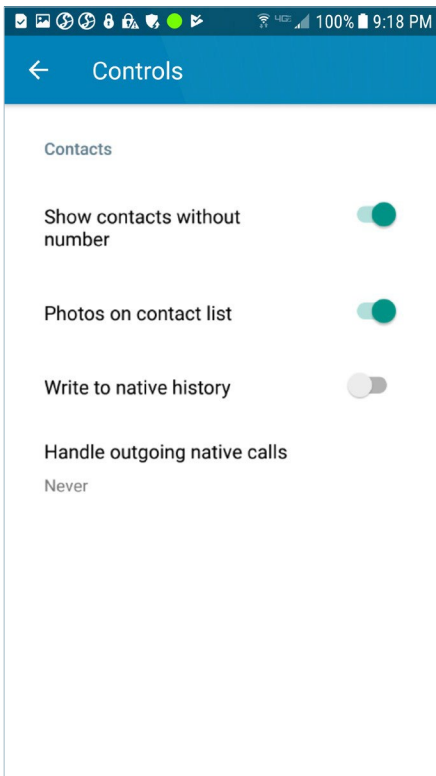 4G 100% 9:18 PM
Controls
Contacts
Show contacts without
number
Photos on contact list
Write to native history
Handle outgoing native calls
Never